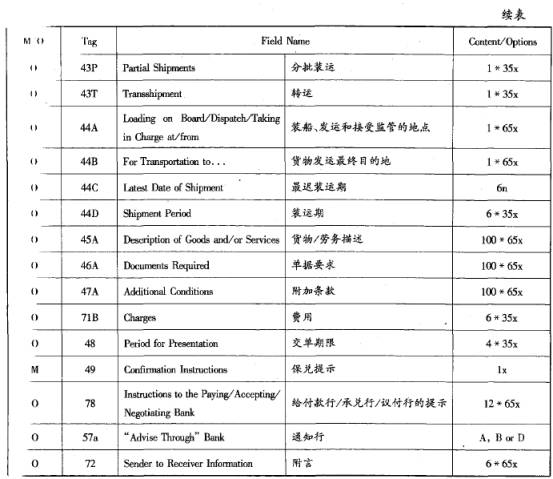 续表
M O Tag Field Name Content/Options
O 43P Partial Shipments 分批装运 1 * 35x
O 43T Transshipment 转运 1 * 35x
O 44A Loading on Board/Dispatch/Taking in Charge at/from 装船、发运和接受监管的地点 1 * 65x
O 44B For Transportation to... 货物发运最终目的地 1 * 65x
O 44C Latest Date of Shipment 最迟装运期 6n
O 44D Shipment Period 装运期 6 * 35x
O 45A Description of Goods and/or Services 货物/劳务描述 100 * 65x
O 46A Documents Required 单据要求 100 * 65x
O 47A Additional Conditions 附加条款 100 * 65x
O 71B Charges 费用 6 * 35x
O 48 Period for Presentation 交单期限 4 * 35x
M 49 Confirmation Instructions 保兑提示 1x
O 78 Instructions to the Paying/Accepting/Negotiating Bank 给付款行/承兑行/议付行的提示 12 * 65x
O 57a “Advise Through” Bank 通知行 A, B or D
O 72 Sender to Receiver Information 附言 6 * 65x